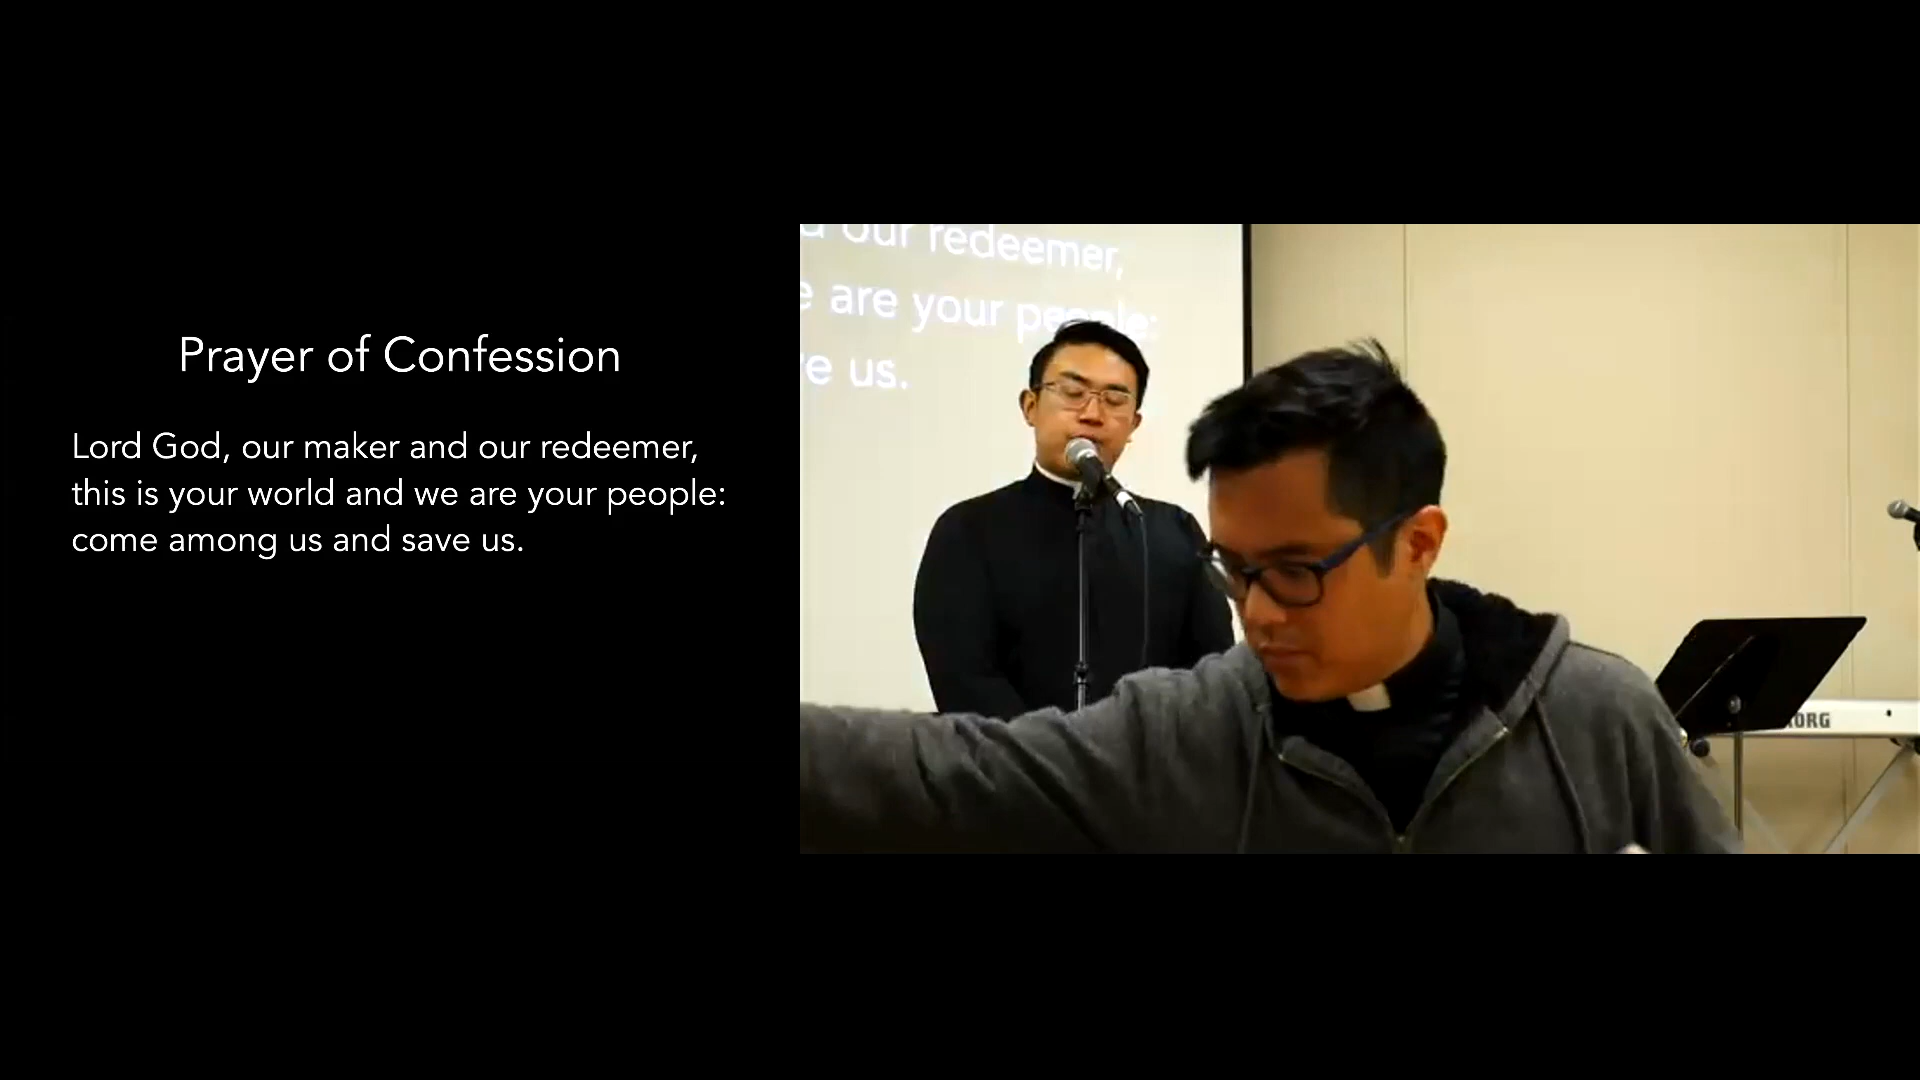 Prayer of Confession
Lord God, our maker and our redeemer,
this is your world and we are your people:
come among us and save us.
our redeemer,
are your people:
us.
KORG